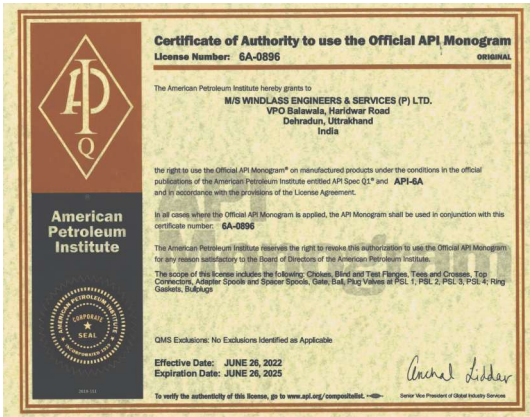 Certificate of Authority to use the Official API Monogram
License Number: 6A-0896
ORIGINAL
The American Petroleum Institute hereby grants to
M/S WINDLASS ENGINEERS & SERVICES (P) LTD.
VPO Balawala, Haridwar Road
Dehradun, Uttrakhand
India
the right to use the Official API Monogram® on manufactured products under the conditions in the official
publications of the American Petroleum Institute entitled API Spec Q1® and API-6A
and in accordance with the provisions of the License Agreement.
In all cases where the Official API Monogram is applied, the API Monogram shall be used in conjunction with this
certificate number: 6A-0896
The American Petroleum Institute reserves the right to revoke this authorization to use the Official API Monogram
for any reason satisfactory to the Board of Directors of the American Petroleum Institute.
The scope of this license includes the following: Chokes, Blind and Test Flanges, Tees and Crosses, Top
Connectors, Adapter Spools and Spacer Spools, Gate, Ball, Plug Valves at PSL 1, PSL 2, PSL 3, PSL 4; Ring
Gaskets, Bullplugs
QMS Exclusions: No Exclusions Identified as Applicable
Effective Date: JUNE 26, 2022
Expiration Date: JUNE 26, 2025
To verify the authenticity of this license, go to www.api.org/compositelist.
Anchal Liddar
Senior Vice President of Global Industry Services
API
Q
American
Petroleum
Institute
AMERICAN PETROLEUM INSTITUTE
CORPORATE
SEAL
INCORPORATED